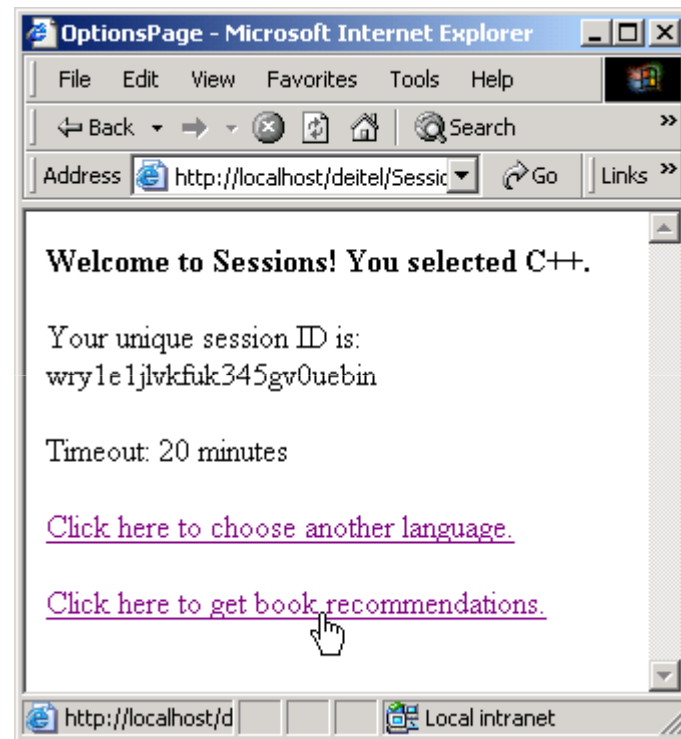 OptionsPage - Microsoft Internet Explorer
File Edit View Favorites Tools Help
Back Search »
Address http://localhost/deitel/Sessic Go Links »
Welcome to Sessions! You selected C++.
Your unique session ID is:
wry1e1jlvkfuk345gv0uebin
Timeout: 20 minutes
Click here to choose another language.
Click here to get book recommendations.
http://localhost/d Local intranet